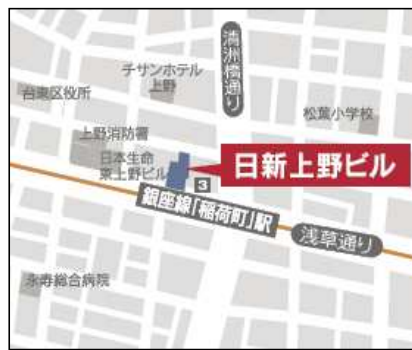 清洲橋通り
チサンホテル
上野
台東区役所
松葉小学校
上野消防署
日本生命
東上野ビル
日新上野ビル
3
銀座線「稲荷町」駅
浅草通り
永寿総合病院